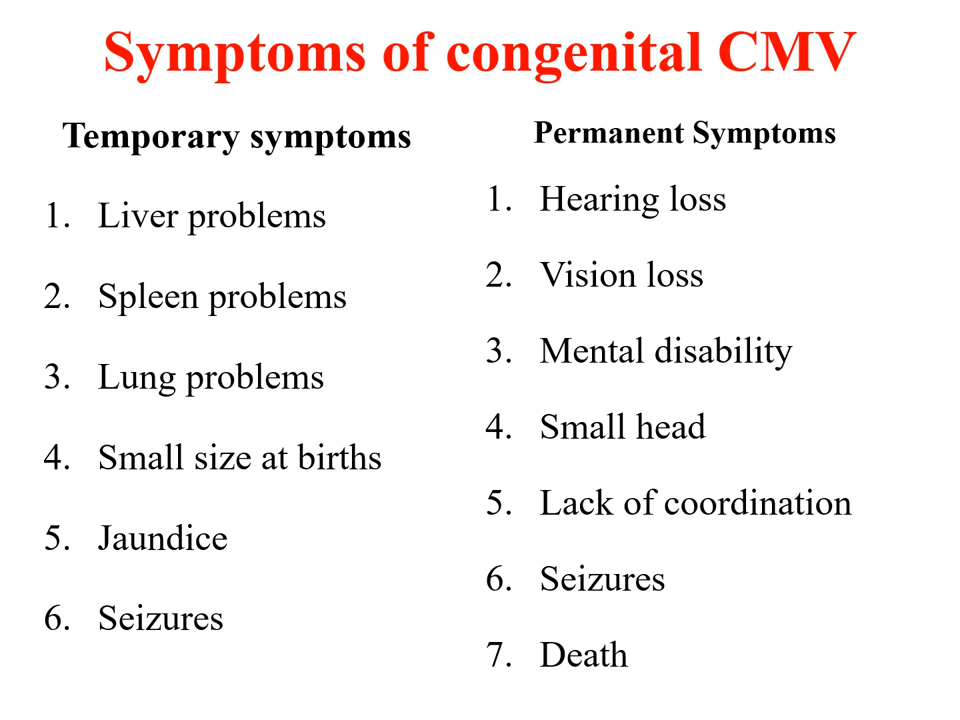 Symptoms of congenital CMV
Temporary symptoms
1. Liver problems
2. Spleen problems
3. Lung problems
4. Small size at births
5. Jaundice
6. Seizures
Permanent Symptoms
1. Hearing loss
2. Vision loss
3. Mental disability
4. Small head
5. Lack of coordination
6. Seizures
7. Death